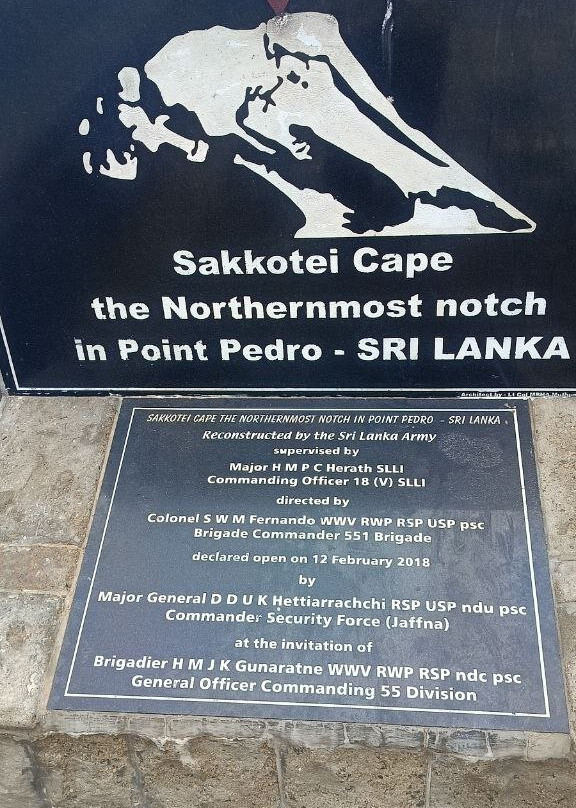 Sakkotei Cape
the Northernmost notch
in Point Pedro - SRI LANKA
Architect by - Lt Col
SAKKOTEI CAPE THE NORTHERNMOST NOTCH IN POINT PEDRO - SRI LANKA
Reconstructed by the Sri Lanka Army
supervised by
Major H M P C Herath SLLI
Commanding Officer 18 (V) SLLI
directed by
Colonel S W M Fernando WWV RWP RSP USP psc
Brigade Commander 551 Brigade
declared open on 12 February 2018
by
Major General D D U K Hettiarrachchi RSP USP ndu psc
Commander Security Force (Jaffna)
at the invitation of
Brigadier H M J K Gunaratne WWV RWP RSP ndc psc
General Officer Commanding 55 Division